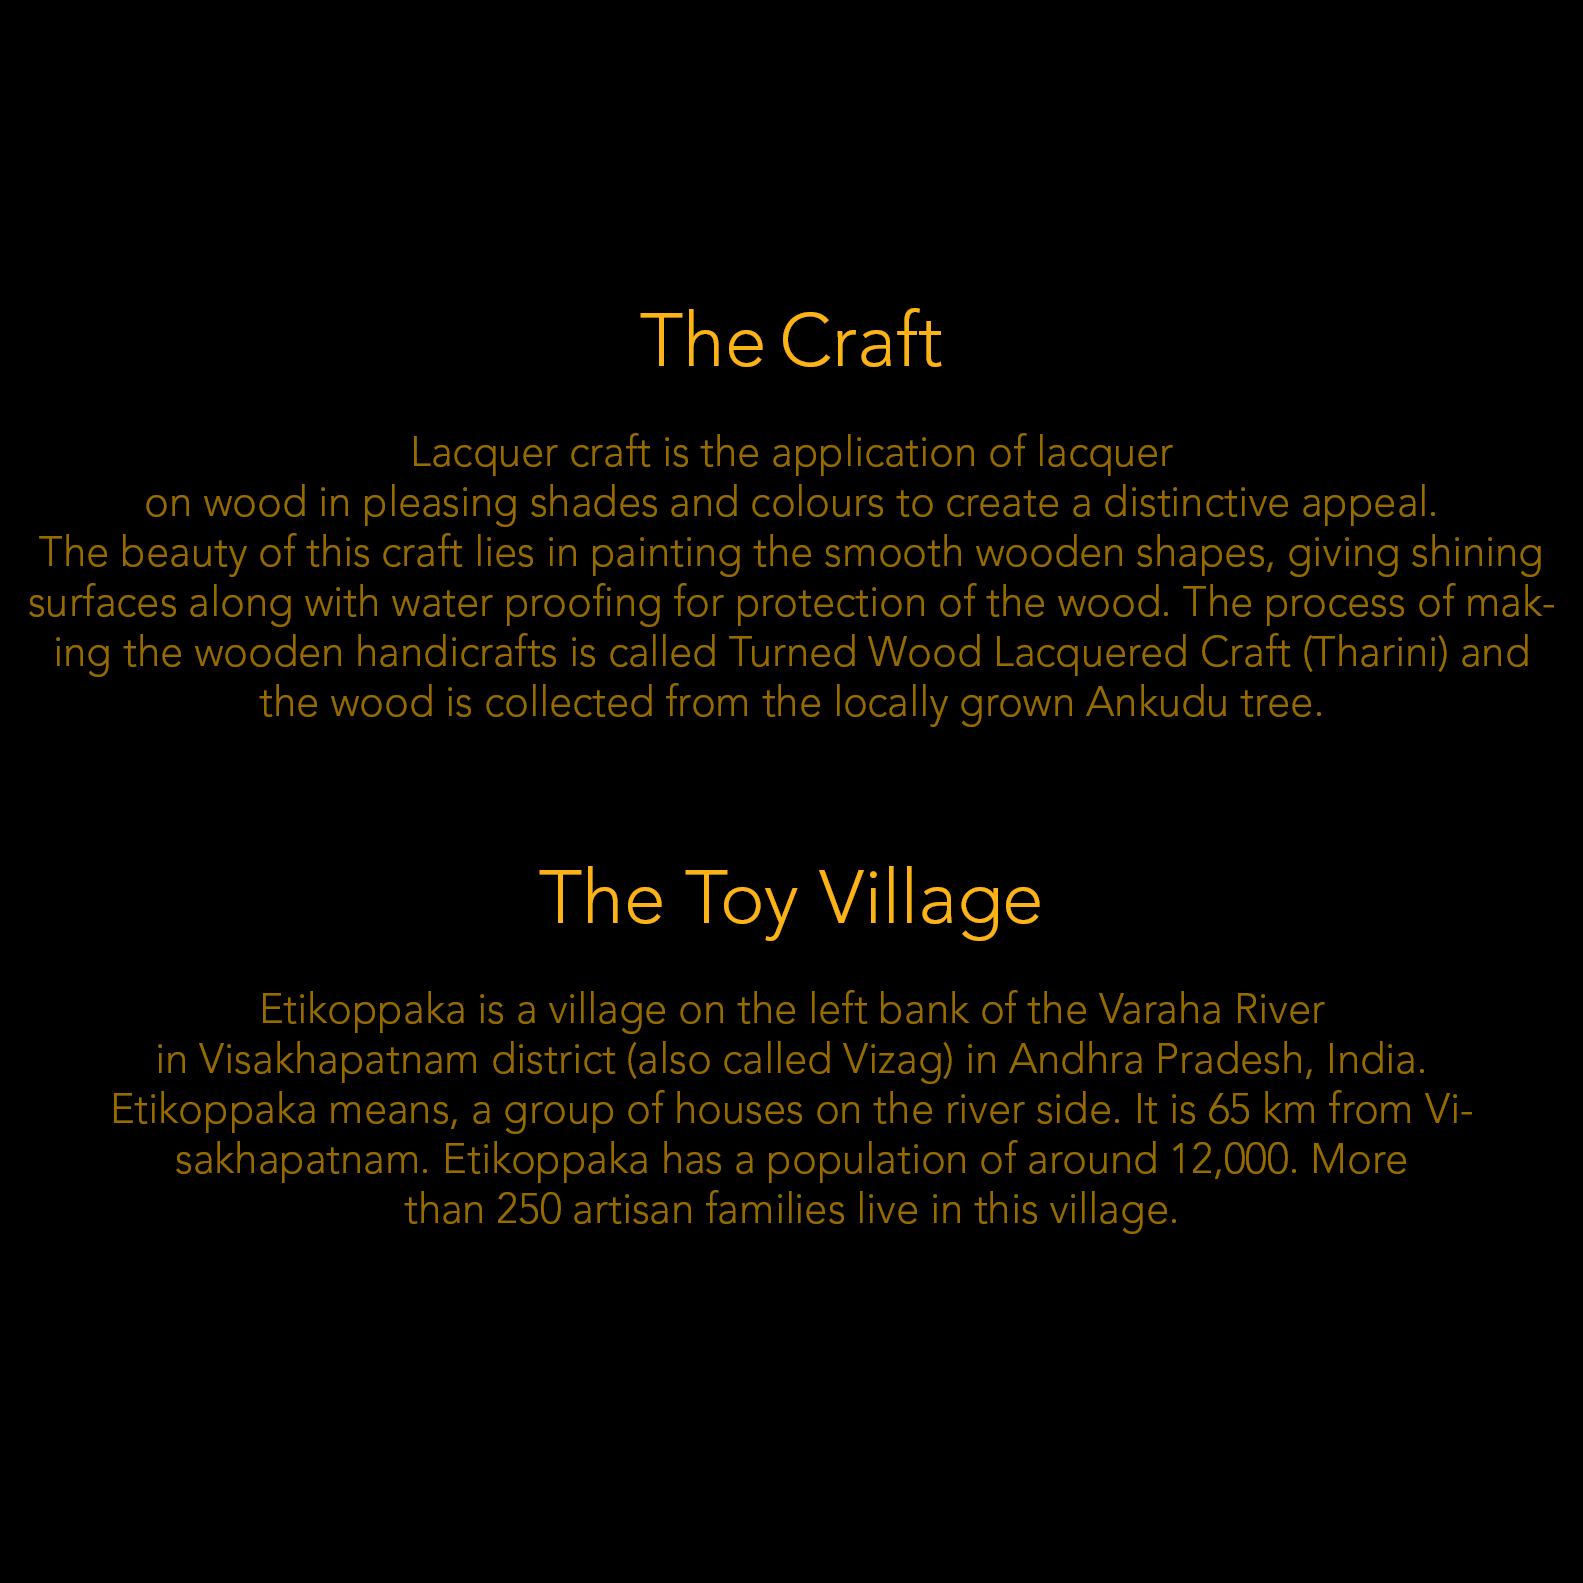 The Craft
Lacquer craft is the application of lacquer
on wood in pleasing shades and colours to create a distinctive appeal.
The beauty of this craft lies in painting the smooth wooden shapes, giving shining
surfaces along with water proofing for protection of the wood. The process of mak-
ing the wooden handicrafts is called Turned Wood Lacquered Craft (Tharini) and
the wood is collected from the locally grown Ankudu tree.
The Toy Village
Etikoppaka is a village on the left bank of the Varaha River
in Visakhapatnam district (also called Vizag) in Andhra Pradesh, India.
Etikoppaka means, a group of houses on the river side. It is 65 km from Vi-
sakhapatnam. Etikoppaka has a population of around 12,000. More
than 250 artisan families live in this village.